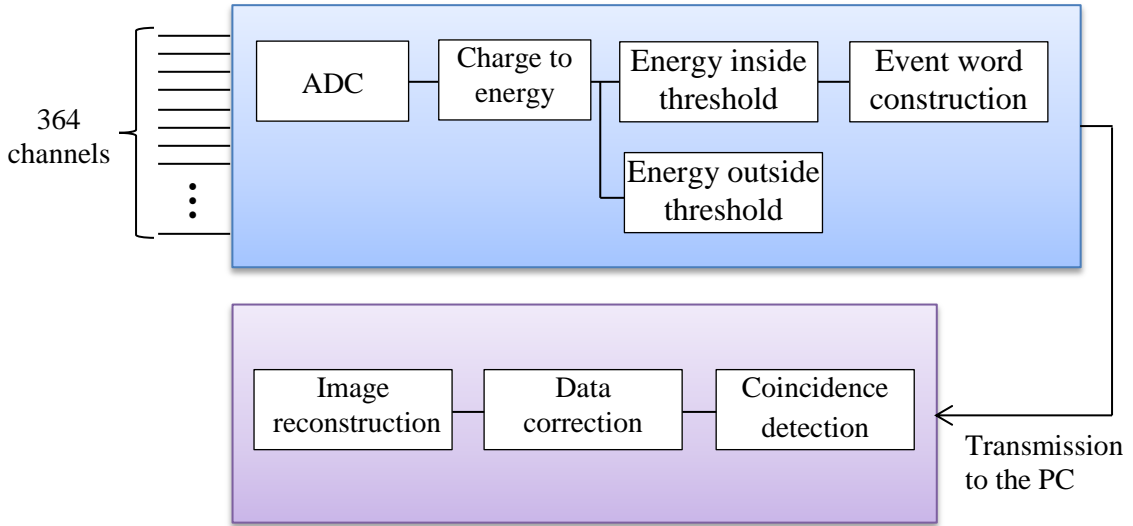 364
channels
ADC
Charge to
energy
Energy inside
threshold
Event word
construction
Energy outside
threshold
Image
reconstruction
Data
correction
Coincidence
detection
Transmission
to the PC